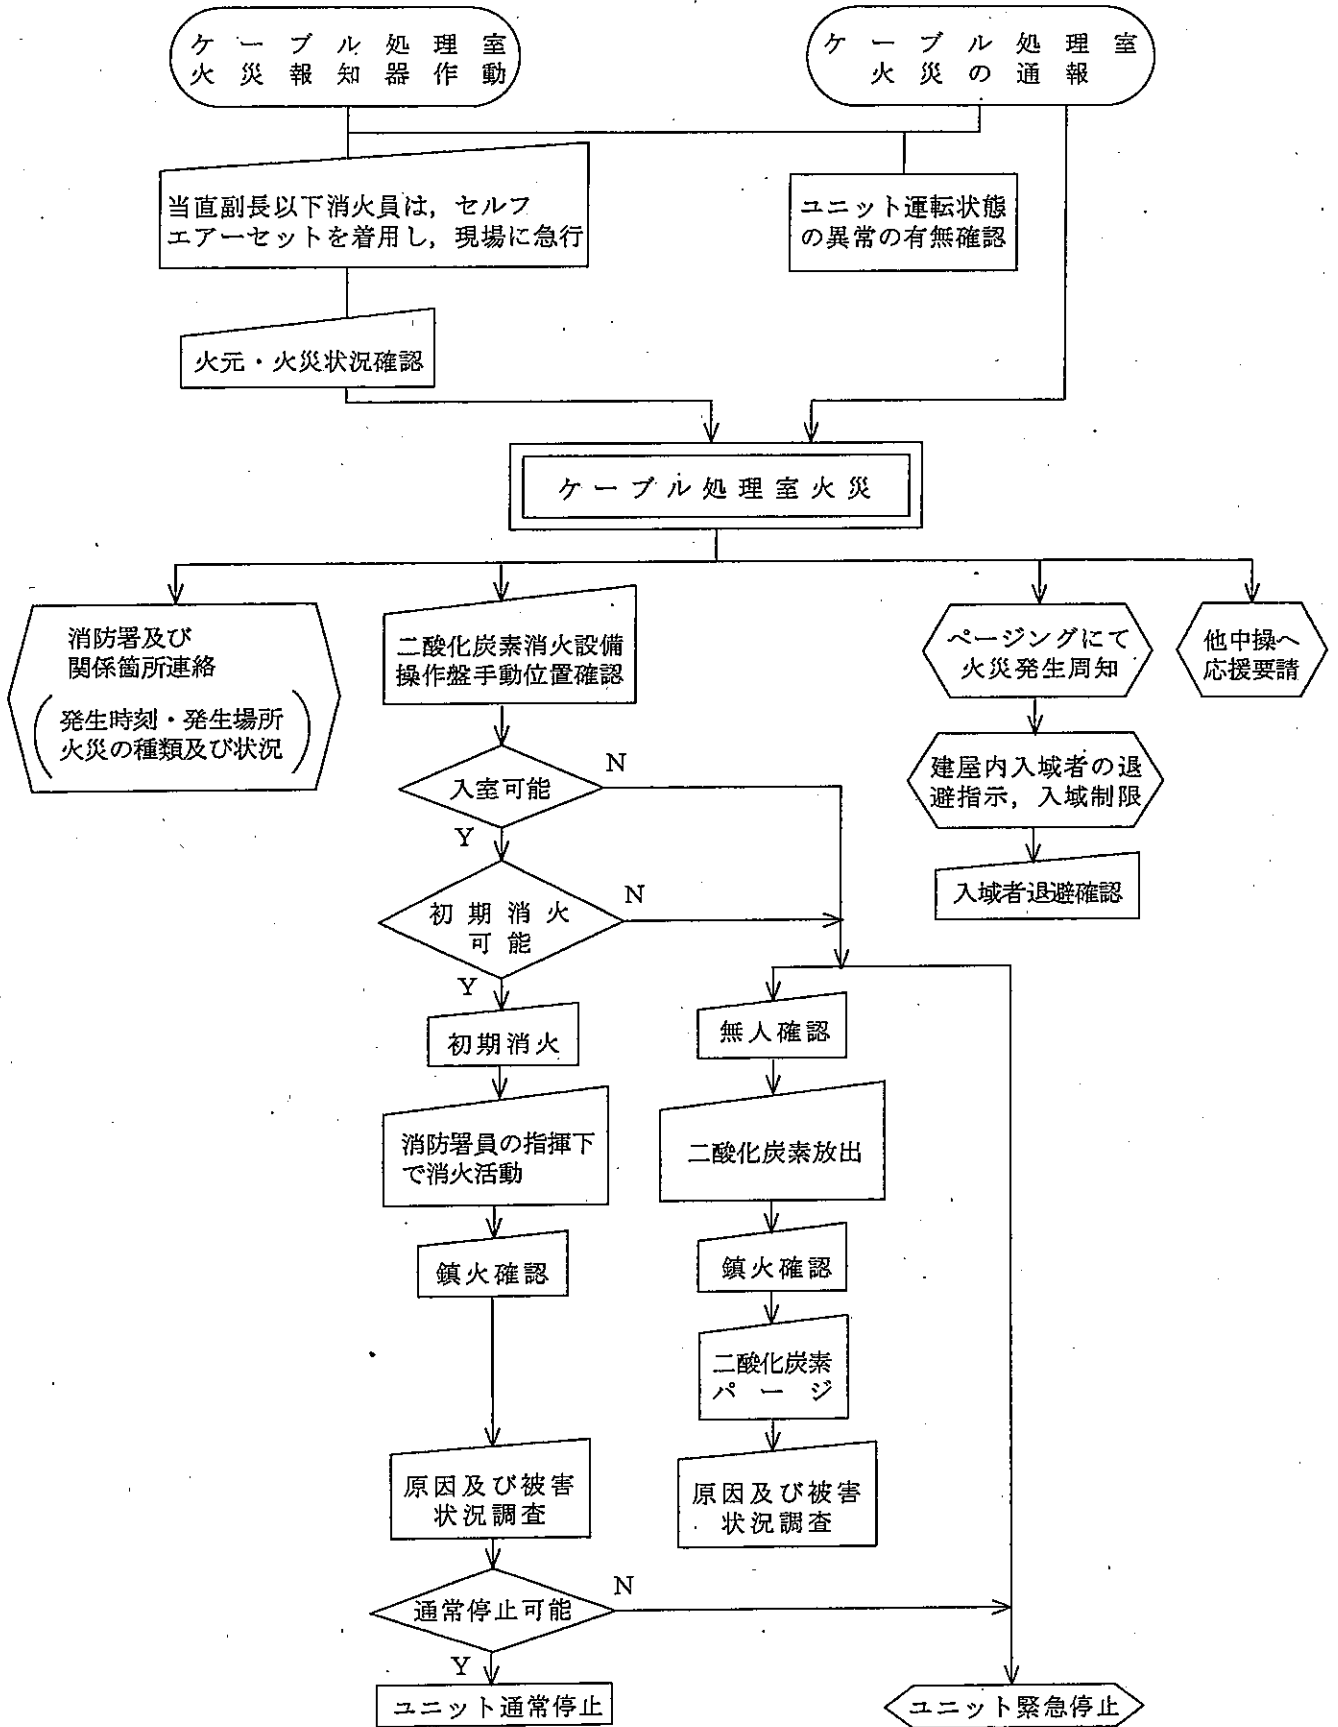 ケーブル処理室
火災報知器作動
ケーブル処理室
火災の通報
当直副長以下消火員は，セルフ
エアーセットを着用し，現場に急行
ユニット運転状態
の異常の有無確認
火元・火災状況確認
ケーブル処理室火災
消防署及び
関係箇所連絡
(発生時刻・発生場所
火災の種類及び状況)
二酸化炭素消火設備
操作盤手動位置確認
ページングにて
火災発生周知
他中操へ
応援要請
入室可能
N
Y
建屋内入域者の退
避指示，入域制限
入域者退避確認
初期消火
可能
N
Y
初期消火
無人確認
消防署員の指揮下
で消火活動
二酸化炭素放出
鎮火確認
鎮火確認
二酸化炭素
パージ
原因及び被害
状況調査
原因及び被害
状況調査
通常停止可能
N
Y
ユニット通常停止
ユニット緊急停止